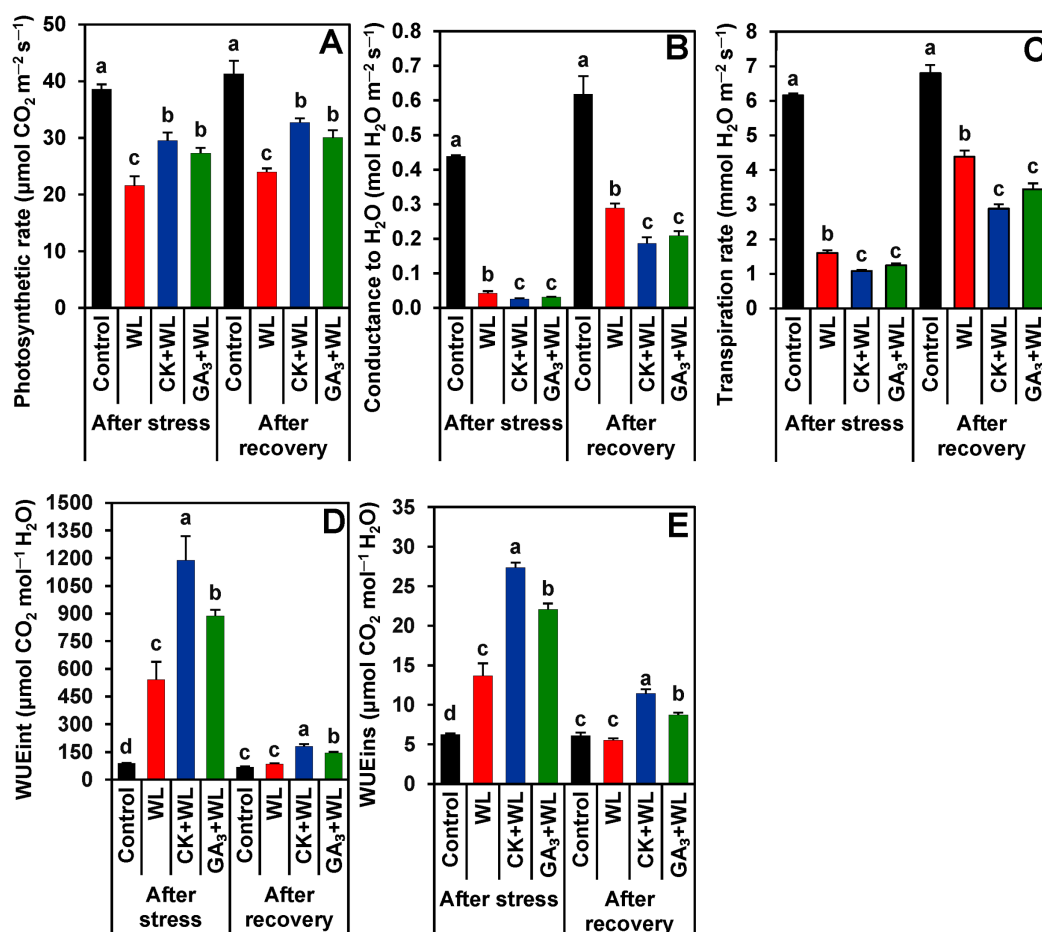 A
Photosynthetic rate (µmol CO₂ m⁻² s⁻¹)
50
40
30
20
10
0
a
c
b
b
a
c
b
b
Control
WL
CK+WL
GA₃+WL
Control
WL
CK+WL
GA₃+WL
After stress
After
recovery
B
Conductance to H₂O (mol H₂O m⁻² s⁻¹)
0.8
0.7
0.6
0.5
0.4
0.3
0.2
0.1
0.0
a
b
c
c
a
b
c
c
Control
WL
CK+WL
GA₃+WL
Control
WL
CK+WL
GA₃+WL
After stress
After
recovery
C
Transpiration rate (mmol H₂O m⁻² s⁻¹)
8
7
6
5
4
3
2
1
0
a
b
c
c
a
b
c
c
Control
WL
CK+WL
GA₃+WL
Control
WL
CK+WL
GA₃+WL
After stress
After
recovery
D
WUEint (µmol CO₂ mol⁻¹ H₂O)
1500
1350
1200
1050
900
750
600
450
300
150
0
d
c
a
b
c
c
a
b
Control
WL
CK+WL
GA₃+WL
Control
WL
CK+WL
GA₃+WL
After
stress
After
recovery
E
WUEins (µmol CO₂ mol⁻¹ H₂O)
35
30
25
20
15
10
5
0
d
c
a
b
c
c
a
b
Control
WL
CK+WL
GA₃+WL
Control
WL
CK+WL
GA₃+WL
After stress
After
recovery